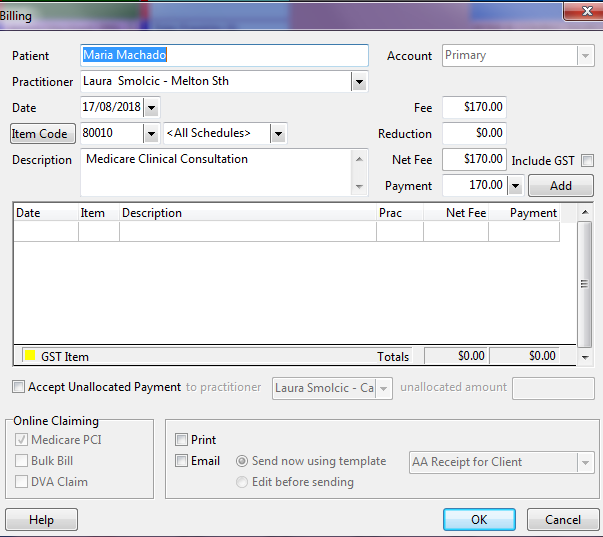 Billing
Patient Maria Machado Account Primary
Practitioner Laura Smolcic - Melton Sth
Date 17/08/2018 Fee $170.00
Item Code 80010 <All Schedules> Reduction $0.00
Description Medicare Clinical Consultation Net Fee $170.00 Include GST
Payment 170.00 Add
Date Item Description Prac Net Fee Payment
GST Item Totals $0.00 $0.00
Accept Unallocated Payment to practitioner Laura Smolcic - Ca unallocated amount
Online Claiming
Medicare PCI Print
Bulk Bill Email Send now using template AA Receipt for Client
DVA Claim Edit before sending
Help OK Cancel